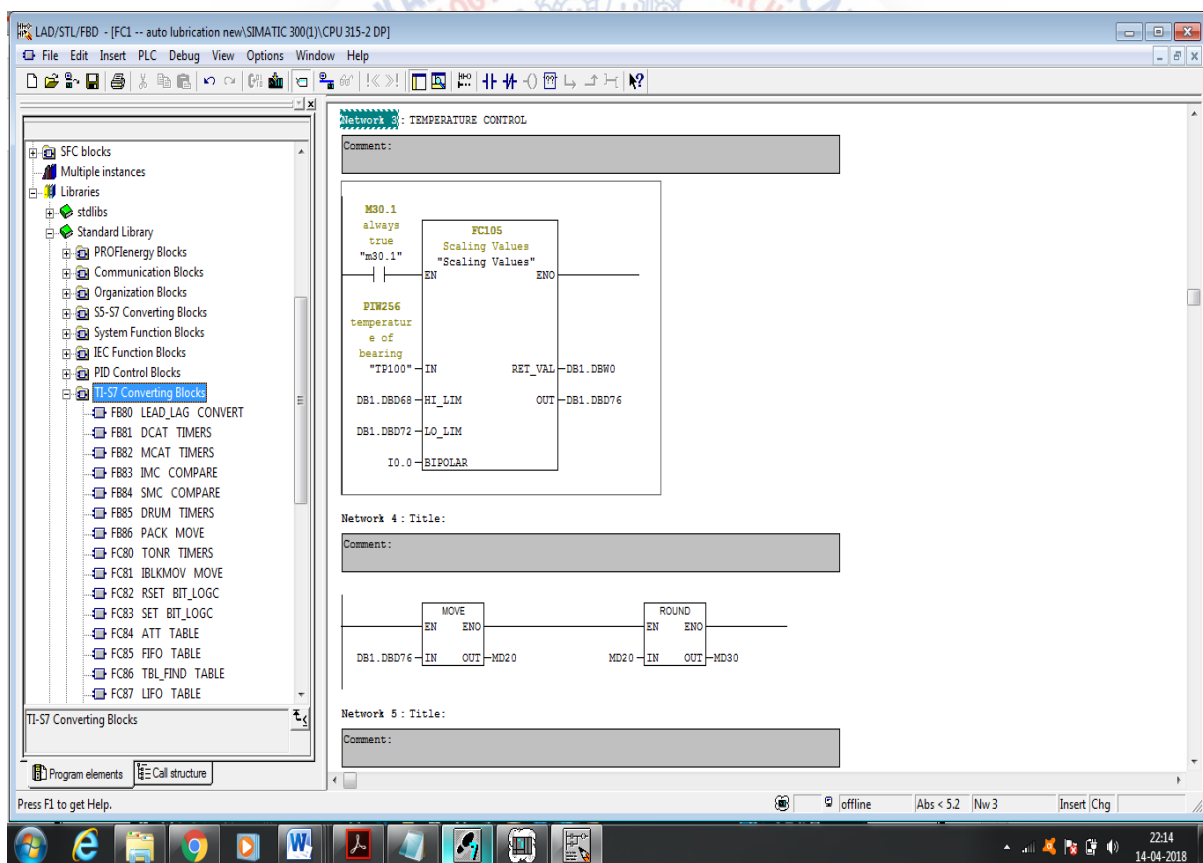 LAD/STL/FBD - [FC1 -- auto lubrication new\SIMATIC 300(1)\CPU 315-2 DP]
File Edit Insert PLC Debug View Options Window Help
SFC blocks
Multiple instances
Libraries
stdlibs
Standard Library
PROFIenergy Blocks
Communication Blocks
Organization Blocks
S5-S7 Converting Blocks
System Function Blocks
IEC Function Blocks
PID Control Blocks
TI-S7 Converting Blocks
FB80 LEAD_LAG CONVERT
FB81 DCAT TIMERS
FB82 MCAT TIMERS
FB83 IMC COMPARE
FB84 SMC COMPARE
FB85 DRUM TIMERS
FB86 PACK MOVE
FC80 TONR TIMERS
FC81 IBLKMOV MOVE
FC82 RSET BIT_LOGC
FC83 SET BIT_LOGC
FC84 ATT TABLE
FC85 FIFO TABLE
FC86 TBL_FIND TABLE
FC87 LIFO TABLE
TI-S7 Converting Blocks
Program elements
Call structure
Network 3 : TEMPERATURE CONTROL
Comment:
M30.1
always
true
"m30.1"
FC105
Scaling Values
"Scaling Values"
EN ENO
PIW256
temperatur
e of
bearing
"TP100" IN RET_VAL DB1.DBW0
DB1.DBD68 HI_LIM OUT DB1.DBD76
DB1.DBD72 LO_LIM
I0.0 BIPOLAR
Network 4 : Title:
Comment:
MOVE ROUND
EN ENO EN ENO
DB1.DBD76 IN OUT MD20 MD20 IN OUT MD30
Network 5 : Title:
Comment:
Press F1 to get Help.
offline Abs < 5.2 Nw 3 Insert Chg
22:14
14-04-2018